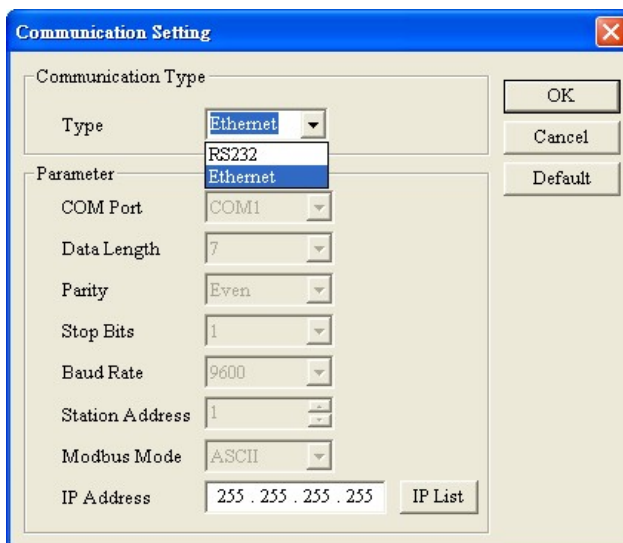 Communication Setting
Communication Type
Type Ethernet
RS232
Ethernet
OK
Cancel
Default
Parameter
COM Port COM1
Data Length 7
Parity Even
Stop Bits 1
Baud Rate 9600
Station Address 1
Modbus Mode ASCII
IP Address 255 . 255 . 255 . 255 IP List